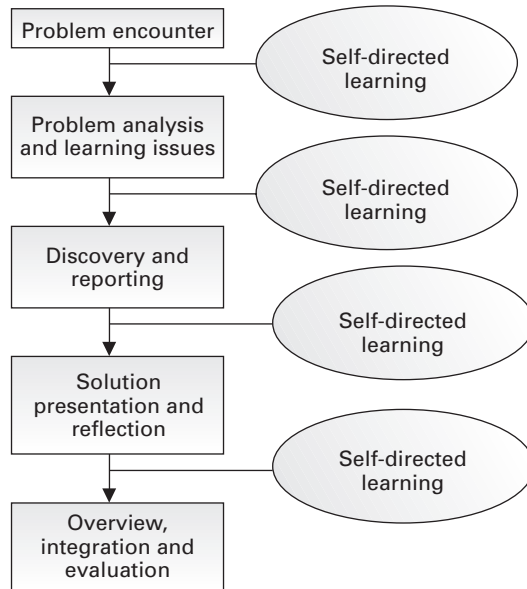 Problem encounter
Self-directed
learning
Problem analysis
and learning issues
Self-directed
learning
Discovery and
reporting
Self-directed
learning
Solution
presentation and
reflection
Self-directed
learning
Overview,
integration and
evaluation